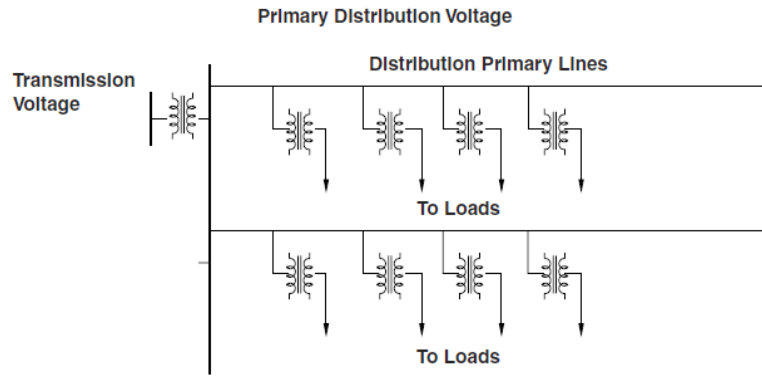 Primary Distribution Voltage
Distribution Primary Lines
Transmission
Voltage
To Loads
To Loads